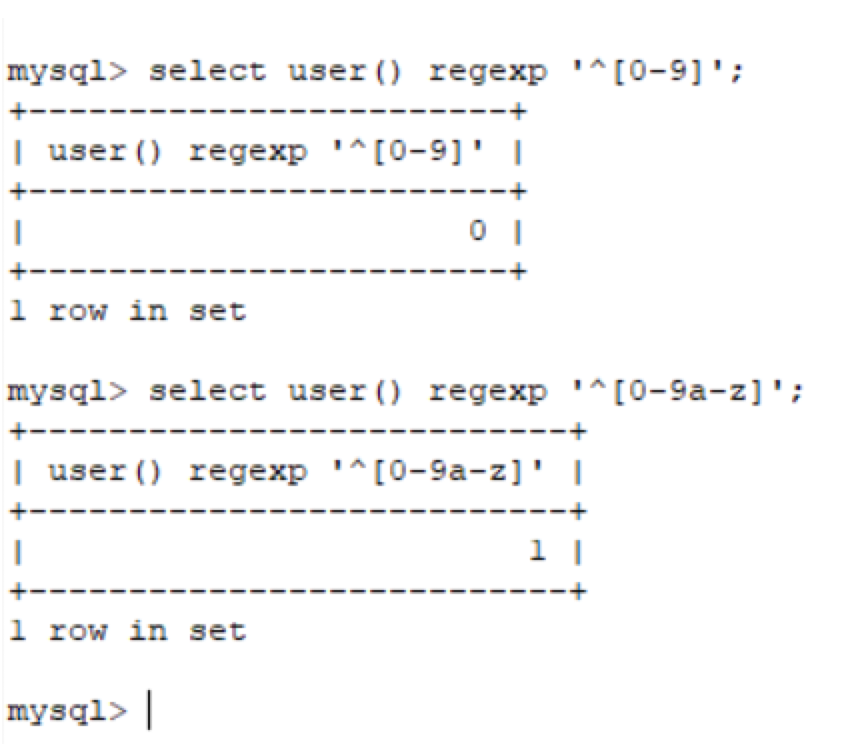 mysql> select user() regexp '^[0-9]';
+------------------------+
| user() regexp '^[0-9]' |
+------------------------+
|                      0 |
+------------------------+
1 row in set
mysql> select user() regexp '^[0-9a-z]';
+---------------------------+
| user() regexp '^[0-9a-z]' |
+---------------------------+
|                         1 |
+---------------------------+
1 row in set
mysql>